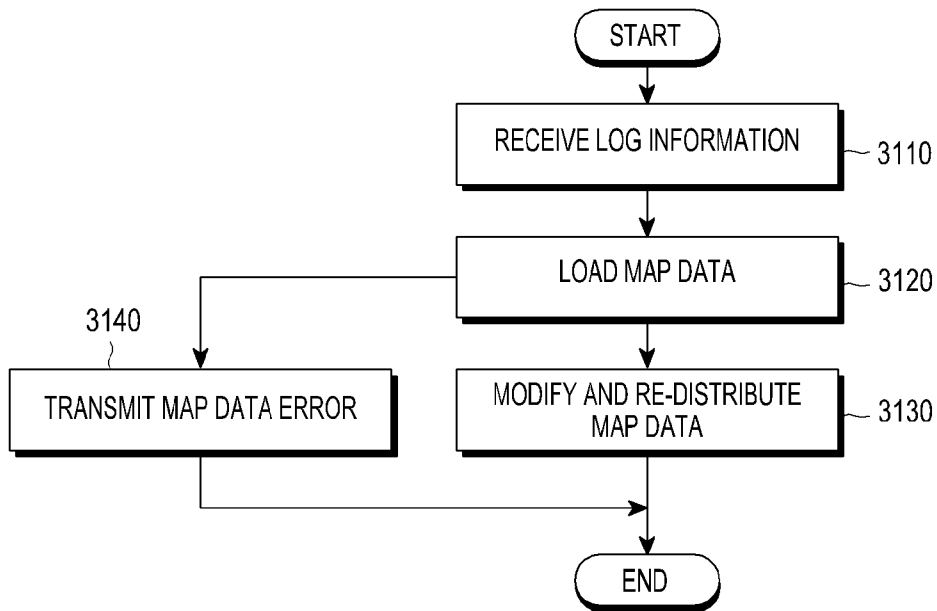 START
RECEIVE LOG INFORMATION
3110
LOAD MAP DATA
3120
3140
TRANSMIT MAP DATA ERROR
MODIFY AND RE-DISTRIBUTE
MAP DATA
3130
END